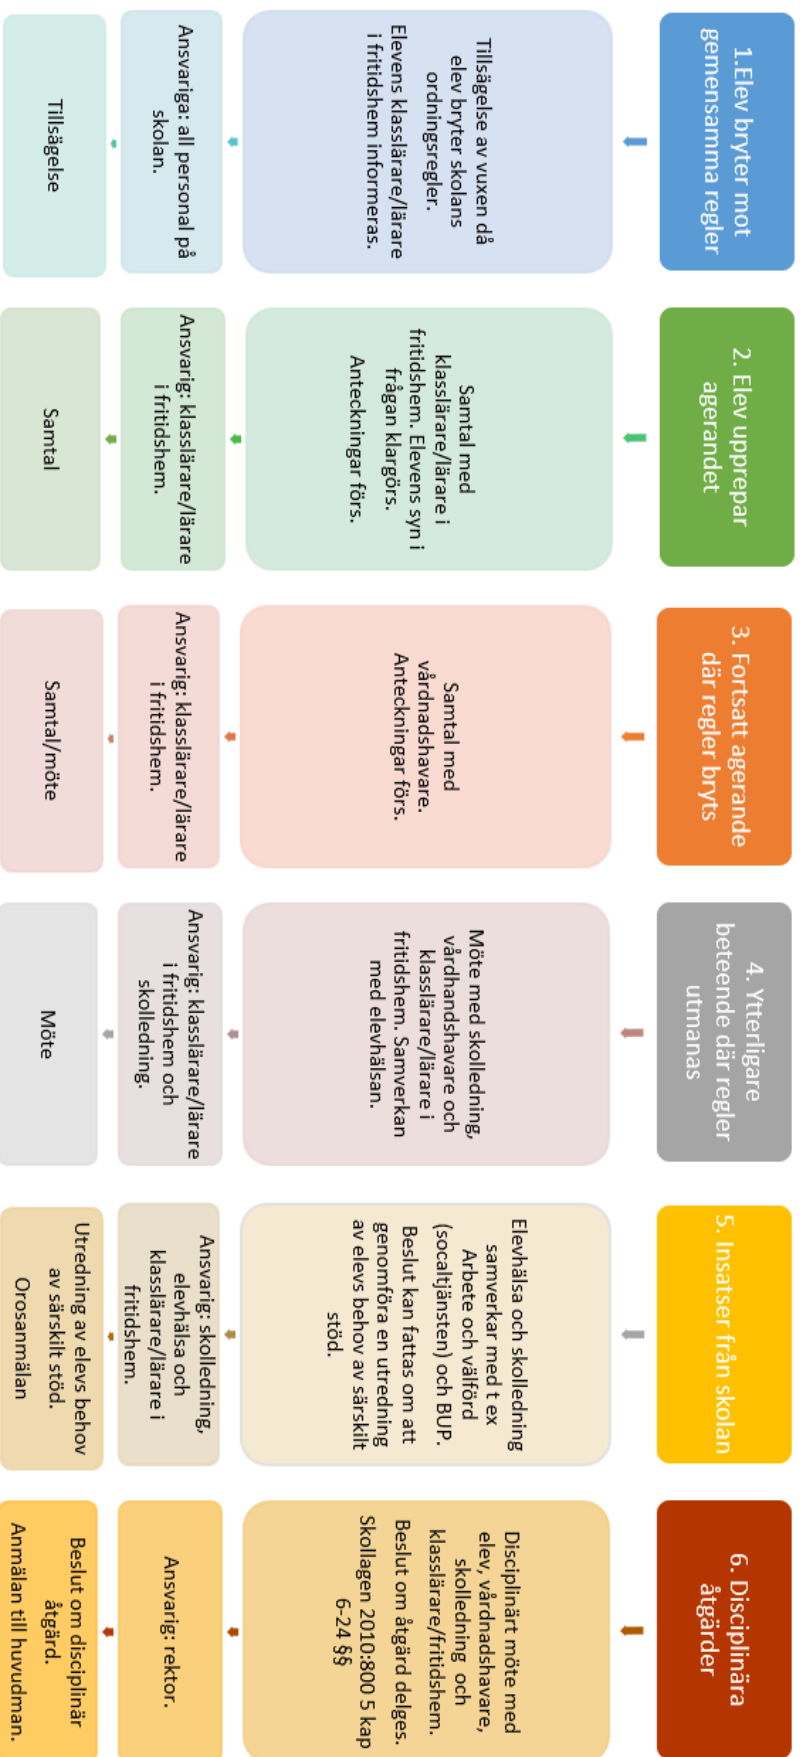 1.Elev bryter mot
gemensamma regler
Tillsägelse av vuxen då
elev bryter skolans
ordningsregler.
Elevens klasslärare/lärare
i fritidshem informeras.
Ansvariga: all personal på
skolan.
Tillsägelse
2. Elev upprepar
agerandet
Samtal med
klasslärare/lärare i
fritidshem. Elevens syn i
frågan klargörs.
Anteckningar förs.
Ansvarig: klasslärare/lärare
i fritidshem.
Samtal
3. Fortsatt agerande
där regler bryts
Samtal med
vårdnadshavare.
Anteckningar förs.
Ansvarig: klasslärare/lärare
i fritidshem.
Samtal/möte
4. Ytterligare
beteende där regler
utmanas
Möte med skolledning,
vårdhandshavare och
klasslärare/lärare i
fritidshem. Samverkan
med elevhälsan.
Ansvarig: klasslärare/lärare
i fritidshem och
skolledning.
Möte
5. Insatser från skolan
Elevhälsa och skolledning
samverkar med t ex
Arbete och välförd
(socaltjänsten) och BUP.
Beslut kan fattas om att
genomföra en utredning
av elevs behov av särskilt
stöd.
Ansvarig: skolledning,
elevhälsa och
klasslärare/lärare i
fritidshem.
Utredning av elevs behov
av särskilt stöd.
Orosanmälan
6. Disciplinära
åtgärder
Disciplinärt möte med
elev, vårdnadshavare,
skolledning och
klasslärare/fritidshem.
Beslut om åtgärd delges.
Skollagen 2010:800 5 kap
6-24 §§
Ansvarig: rektor.
Beslut om disciplinär
åtgärd.
Anmälan till huvudman.